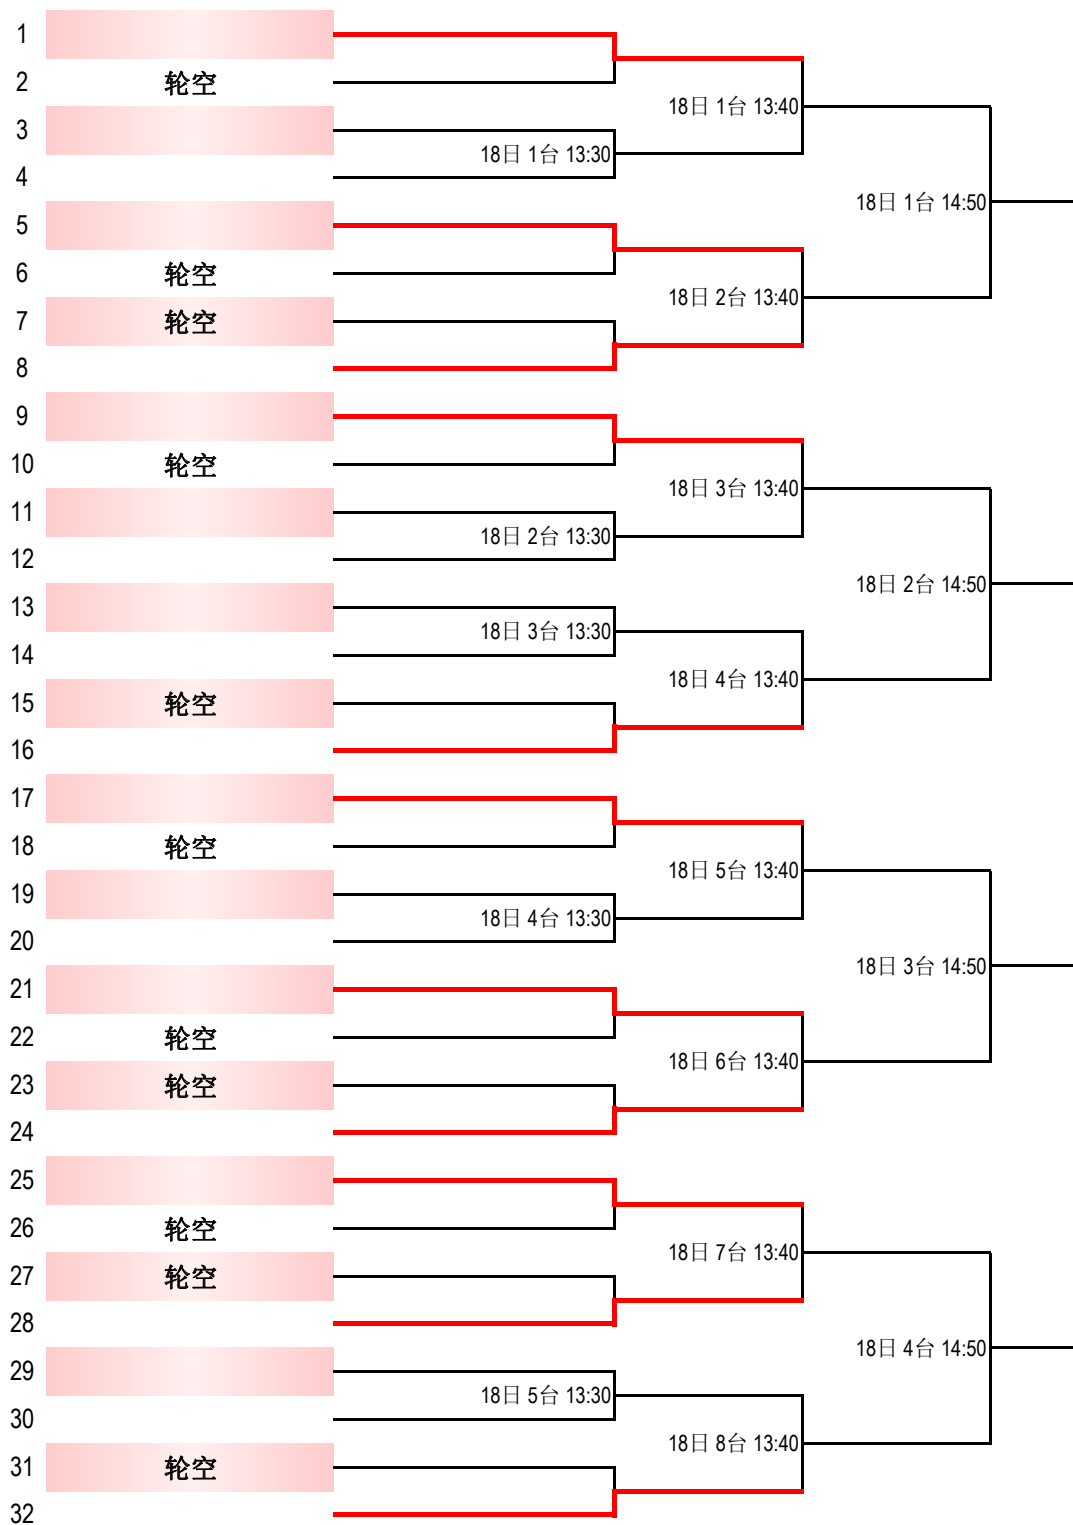 1
2 轮空
18日 1台 13:40
3
18日 1台 13:30
4
18日 1台 14:50
5
6 轮空
18日 2台 13:40
7 轮空
8
9
10 轮空
18日 3台 13:40
11
18日 2台 13:30
12
18日 2台 14:50
13
18日 3台 13:30
14
18日 4台 13:40
15 轮空
16
17
18 轮空
18日 5台 13:40
19
18日 4台 13:30
20
18日 3台 14:50
21
22 轮空
18日 6台 13:40
23 轮空
24
25
26 轮空
18日 7台 13:40
27 轮空
28
18日 4台 14:50
29
18日 5台 13:30
30
18日 8台 13:40
31 轮空
32